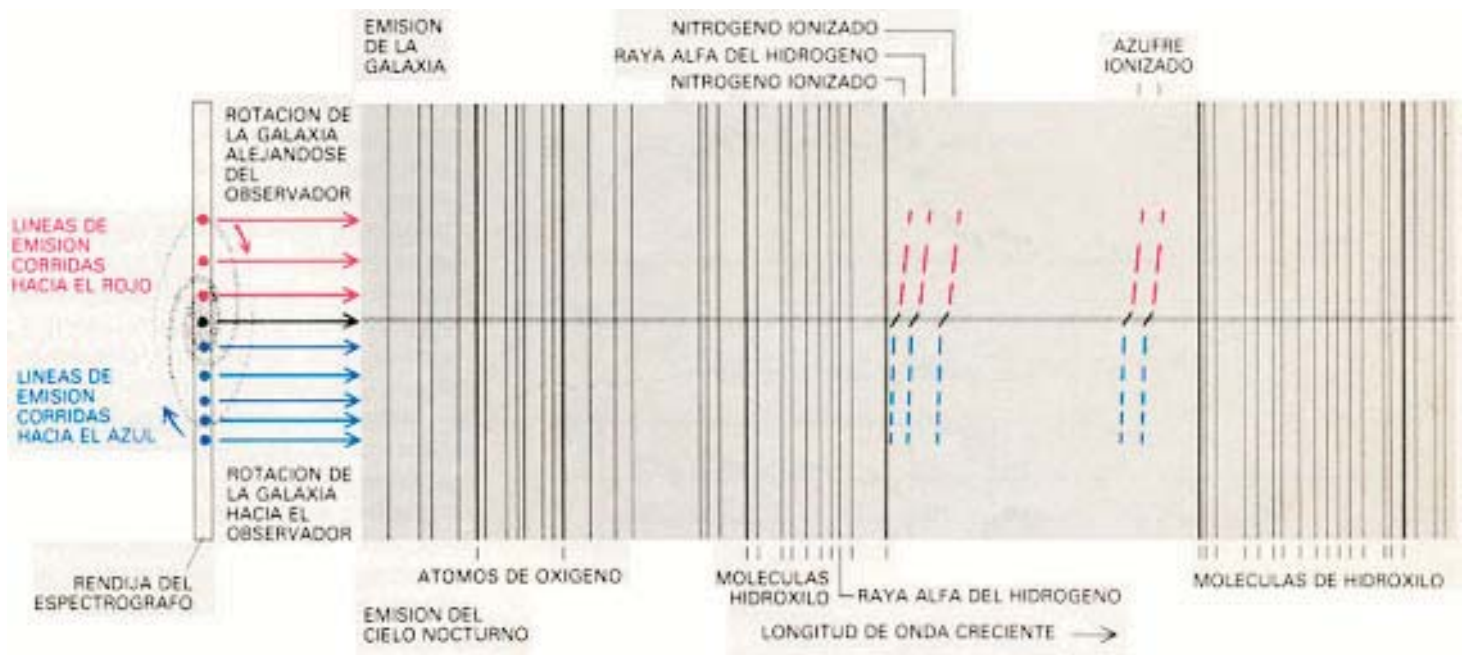 EMISION
DE LA
GALAXIA
NITROGENO IONIZADO
RAYA ALFA DEL HIDROGENO
NITROGENO IONIZADO
AZUFRE
IONIZADO
ROTACION DE
LA GALAXIA
ALEJANDOSE
DEL
OBSERVADOR
LINEAS DE
EMISION
CORRIDAS
HACIA EL ROJO
LINEAS DE
EMISION
CORRIDAS
HACIA EL AZUL
ROTACION DE
LA GALAXIA
HACIA EL
OBSERVADOR
RENDIJA DEL
ESPECTROGRAFO
ATOMOS DE OXIGENO
MOLECULAS
HIDROXILO
RAYA ALFA DEL HIDROGENO
MOLECULAS DE HIDROXILO
EMISION DEL
CIELO NOCTURNO
LONGITUD DE ONDA CRECIENTE